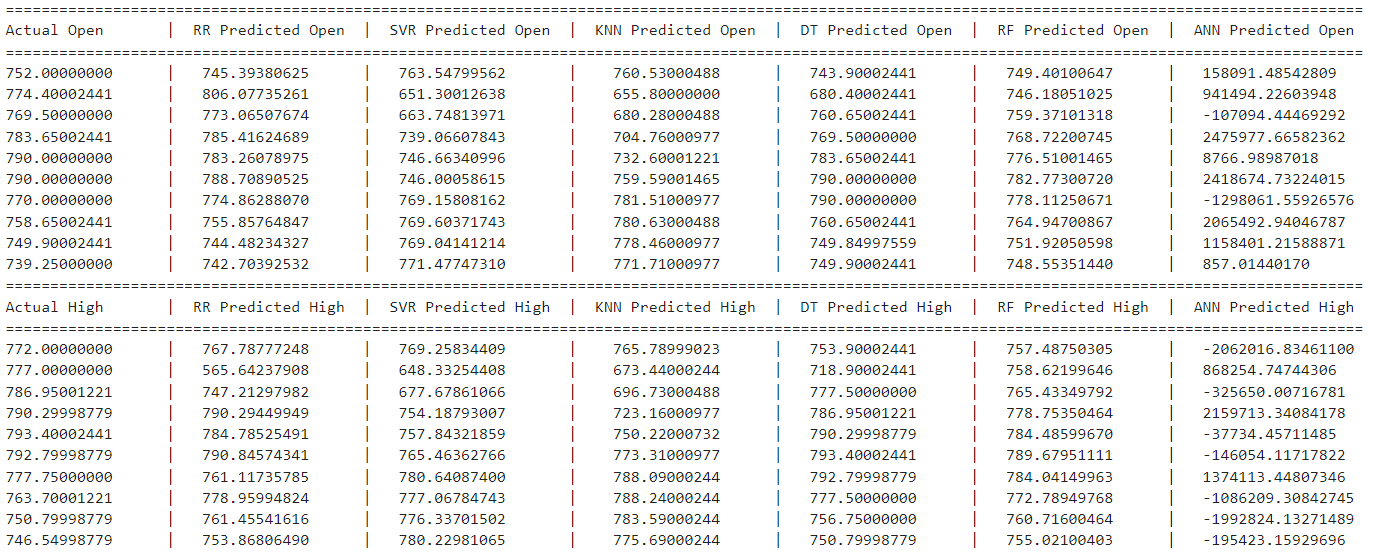 =======================================================================================================================================================
Actual Open | RR Predicted Open | SVR Predicted Open | KNN Predicted Open | DT Predicted Open | RF Predicted Open | ANN Predicted Open
=======================================================================================================================================================
752.00000000 | 745.39380625 | 763.54799562 | 760.53000488 | 743.90002441 | 749.40100647 | 158091.48542809
774.40002441 | 806.07735261 | 651.30012638 | 655.80000000 | 680.40002441 | 746.18051025 | 941494.22603948
769.50000000 | 773.06507674 | 663.74813971 | 680.28000488 | 760.65002441 | 759.37101318 | -107094.44469292
783.65002441 | 785.41624689 | 739.06607843 | 704.76000977 | 769.50000000 | 768.72200745 | 2475977.66582362
790.00000000 | 783.26078975 | 746.66340996 | 732.60001221 | 783.65002441 | 776.51001465 | 8766.98987018
790.00000000 | 788.70890525 | 746.00058615 | 759.59001465 | 790.00000000 | 782.77300720 | 2418674.73224015
770.00000000 | 774.86288070 | 769.15808162 | 781.51000977 | 790.00000000 | 778.11250671 | -1298061.55926576
758.65002441 | 755.85764847 | 769.60371743 | 780.63000488 | 760.65002441 | 764.94700867 | 2065492.94046787
749.90002441 | 744.48234327 | 769.04141214 | 778.46000977 | 749.84997559 | 751.92050598 | 1158401.21588871
739.25000000 | 742.70392532 | 771.47747310 | 771.71000977 | 749.90002441 | 748.55351440 | 857.01440170
=======================================================================================================================================================
Actual High | RR Predicted High | SVR Predicted High | KNN Predicted High | DT Predicted High | RF Predicted High | ANN Predicted High
=======================================================================================================================================================
772.00000000 | 767.78777248 | 769.25834409 | 765.78999023 | 753.90002441 | 757.48750305 | -2062016.83461100
777.00000000 | 565.64237908 | 648.33254408 | 673.44000244 | 718.90002441 | 758.62199646 | 868254.74744306
786.95001221 | 747.21297982 | 677.67861066 | 696.73000488 | 777.50000000 | 765.43349792 | -325650.00716781
790.29998779 | 790.29449949 | 754.18793007 | 723.16000977 | 786.95001221 | 778.75350464 | 2159713.34084178
793.40002441 | 784.78525491 | 757.84321859 | 750.22000732 | 790.29998779 | 784.48599670 | -37734.45711485
792.79998779 | 790.84574341 | 765.46362766 | 773.31000977 | 793.40002441 | 789.67951111 | -146054.11717822
777.75000000 | 761.11735785 | 780.64087400 | 788.09000244 | 792.79998779 | 784.04149963 | 1374113.44807346
763.70001221 | 778.95994824 | 777.06784743 | 788.24000244 | 777.50000000 | 772.78949768 | -1086209.30842745
750.79998779 | 761.45541616 | 776.33701502 | 783.59000244 | 756.75000000 | 760.71600464 | -1992824.13271489
746.54998779 | 753.86806490 | 780.22981065 | 775.69000244 | 750.79998779 | 755.02100403 | -195423.15929696